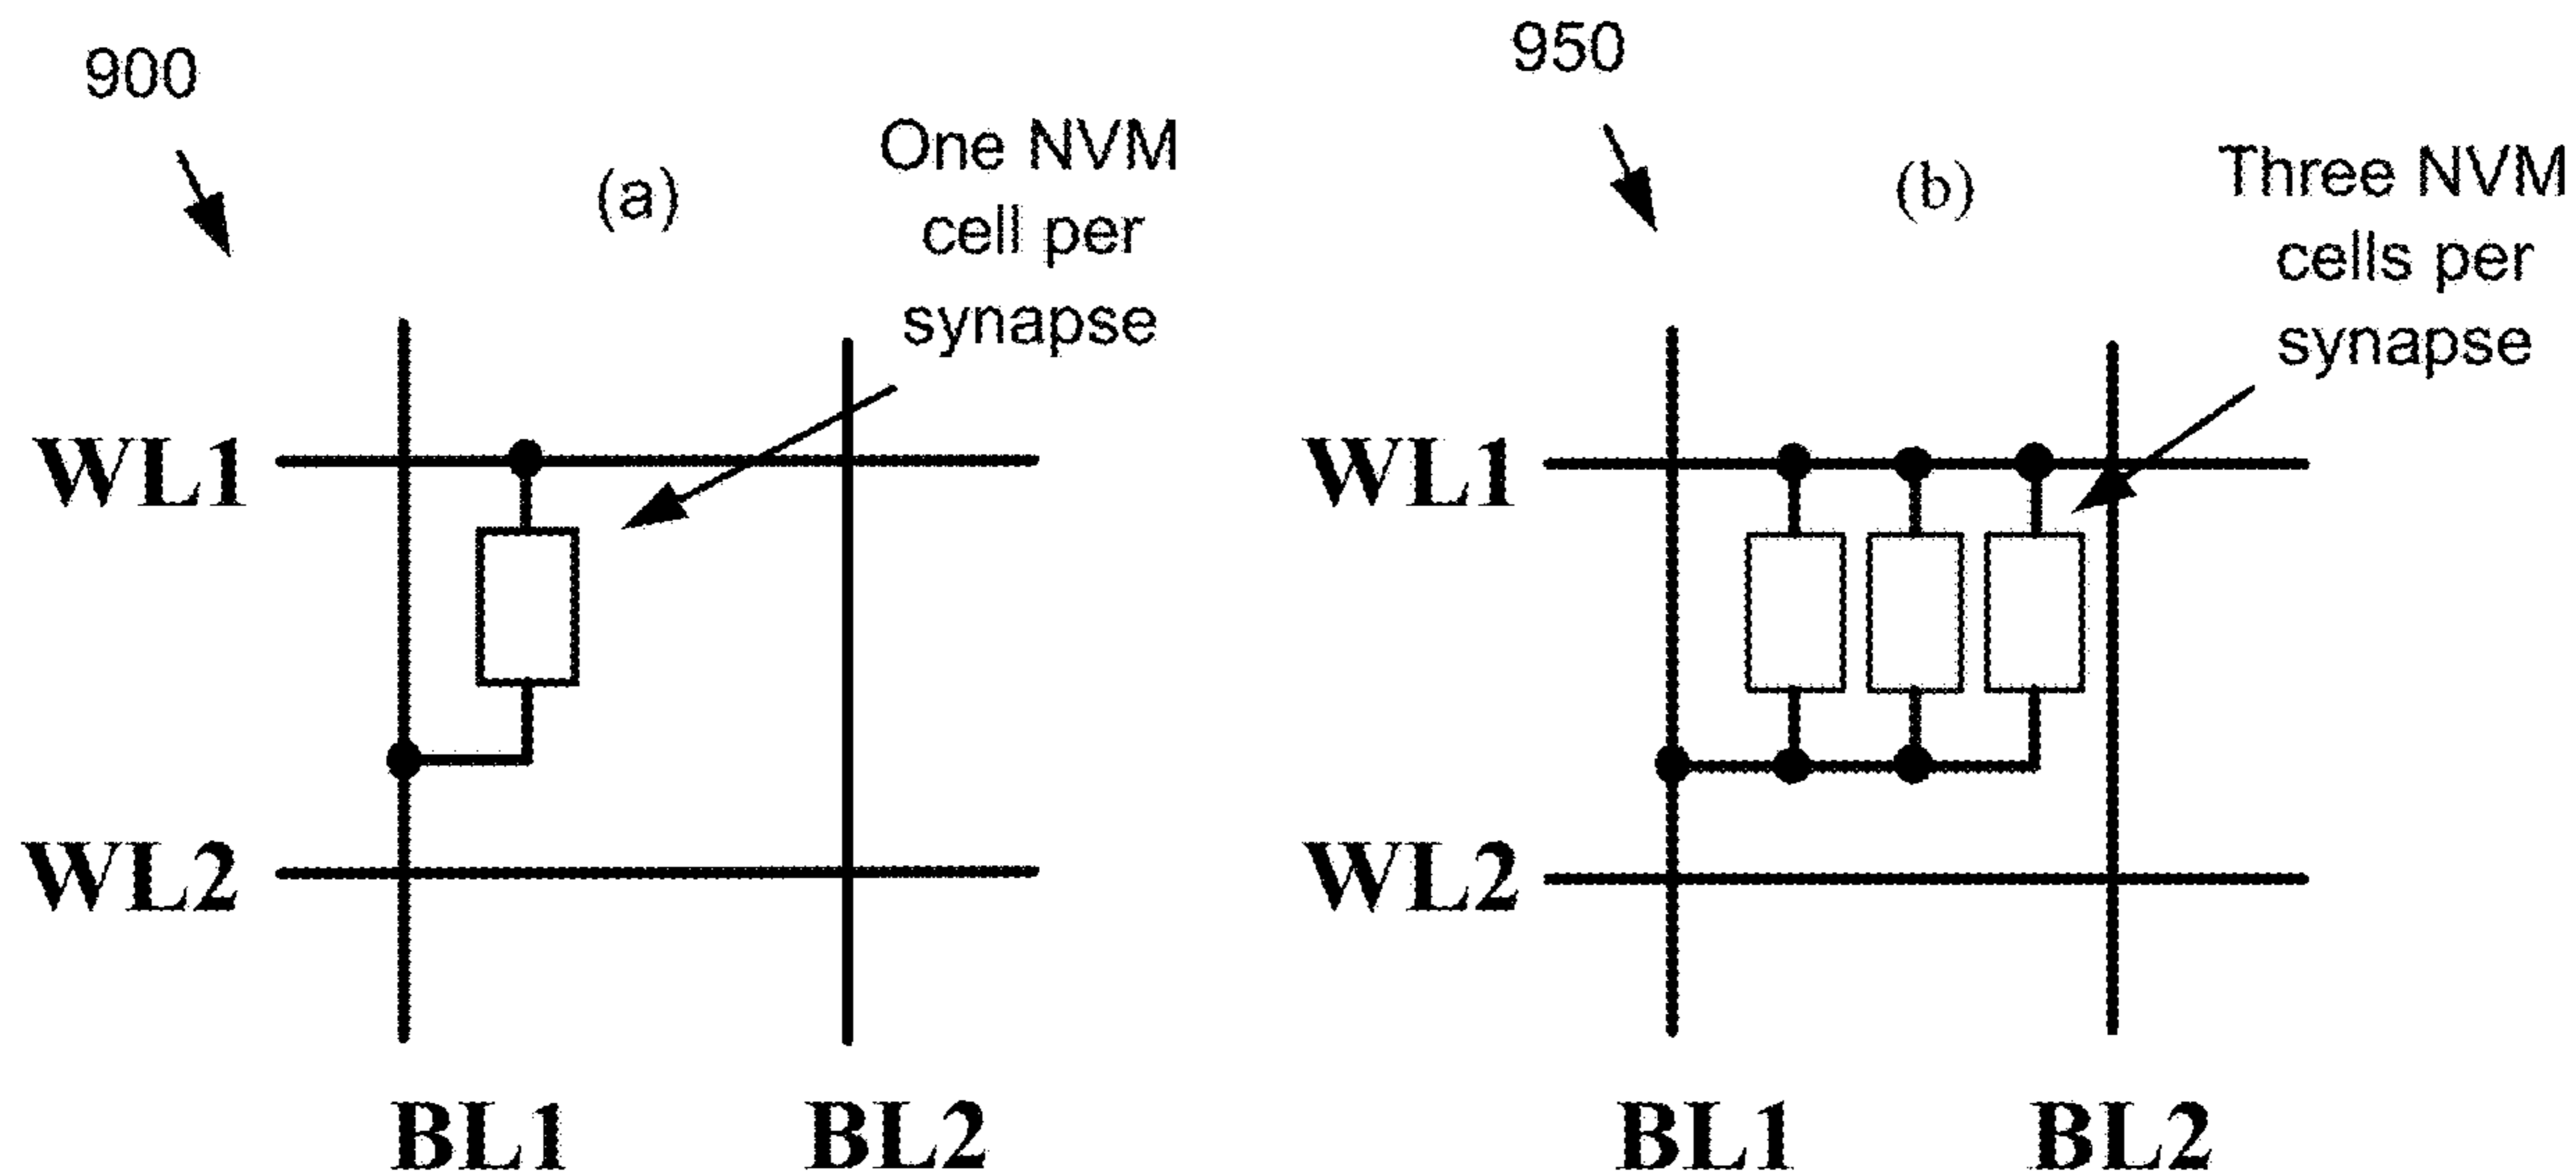 900
(a)
One NVM
cell per
synapse
WL1
WL2
BL1
BL2
950
(b)
Three NVM
cells per
synapse
WL1
WL2
BL1
BL2